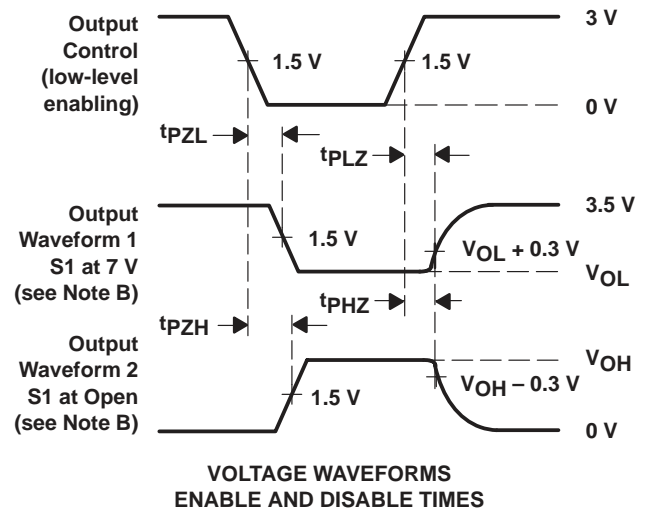 Output
Control
(low-level
enabling)
1.5 V
1.5 V
3 V
0 V
tPZL
tPLZ
Output
Waveform 1
S1 at 7 V
(see Note B)
1.5 V
3.5 V
VOL + 0.3 V
VOL
tPZH
tPHZ
Output
Waveform 2
S1 at Open
(see Note B)
1.5 V
VOH
VOH – 0.3 V
0 V
VOLTAGE WAVEFORMS
ENABLE AND DISABLE TIMES